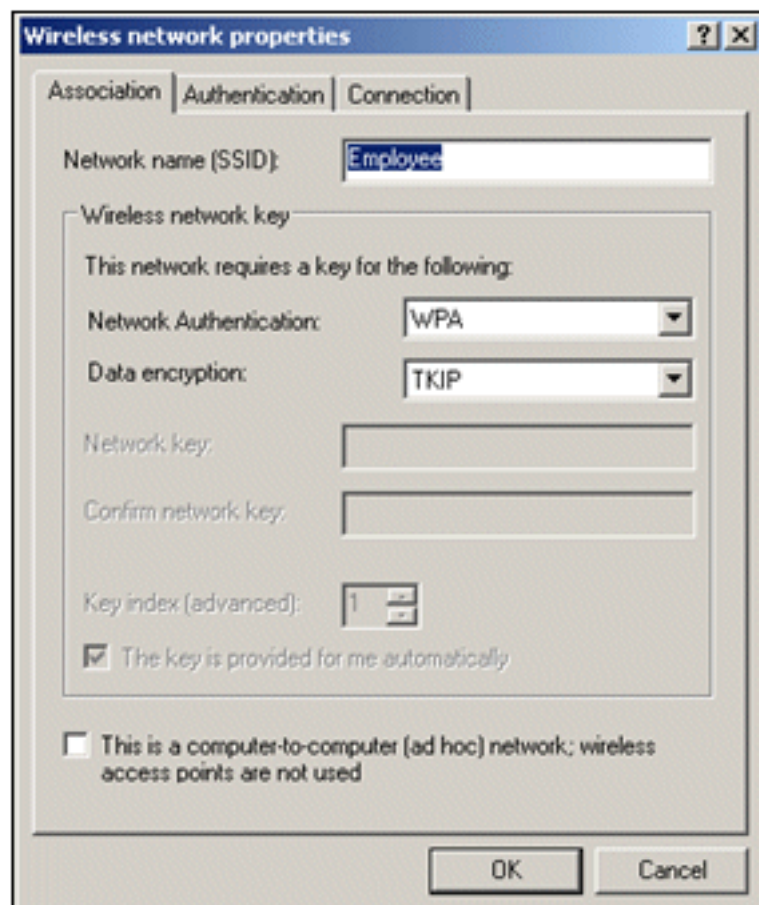 Wireless network properties
Association Authentication Connection
Network name (SSID): Employee
Wireless network key
This network requires a key for the following:
Network Authentication: WPA
Data encryption: TKIP
Network key:
Confirm network key:
Key index (advanced): 1
The key is provided for me automatically
This is a computer-to-computer (ad hoc) network; wireless
access points are not used
OK Cancel